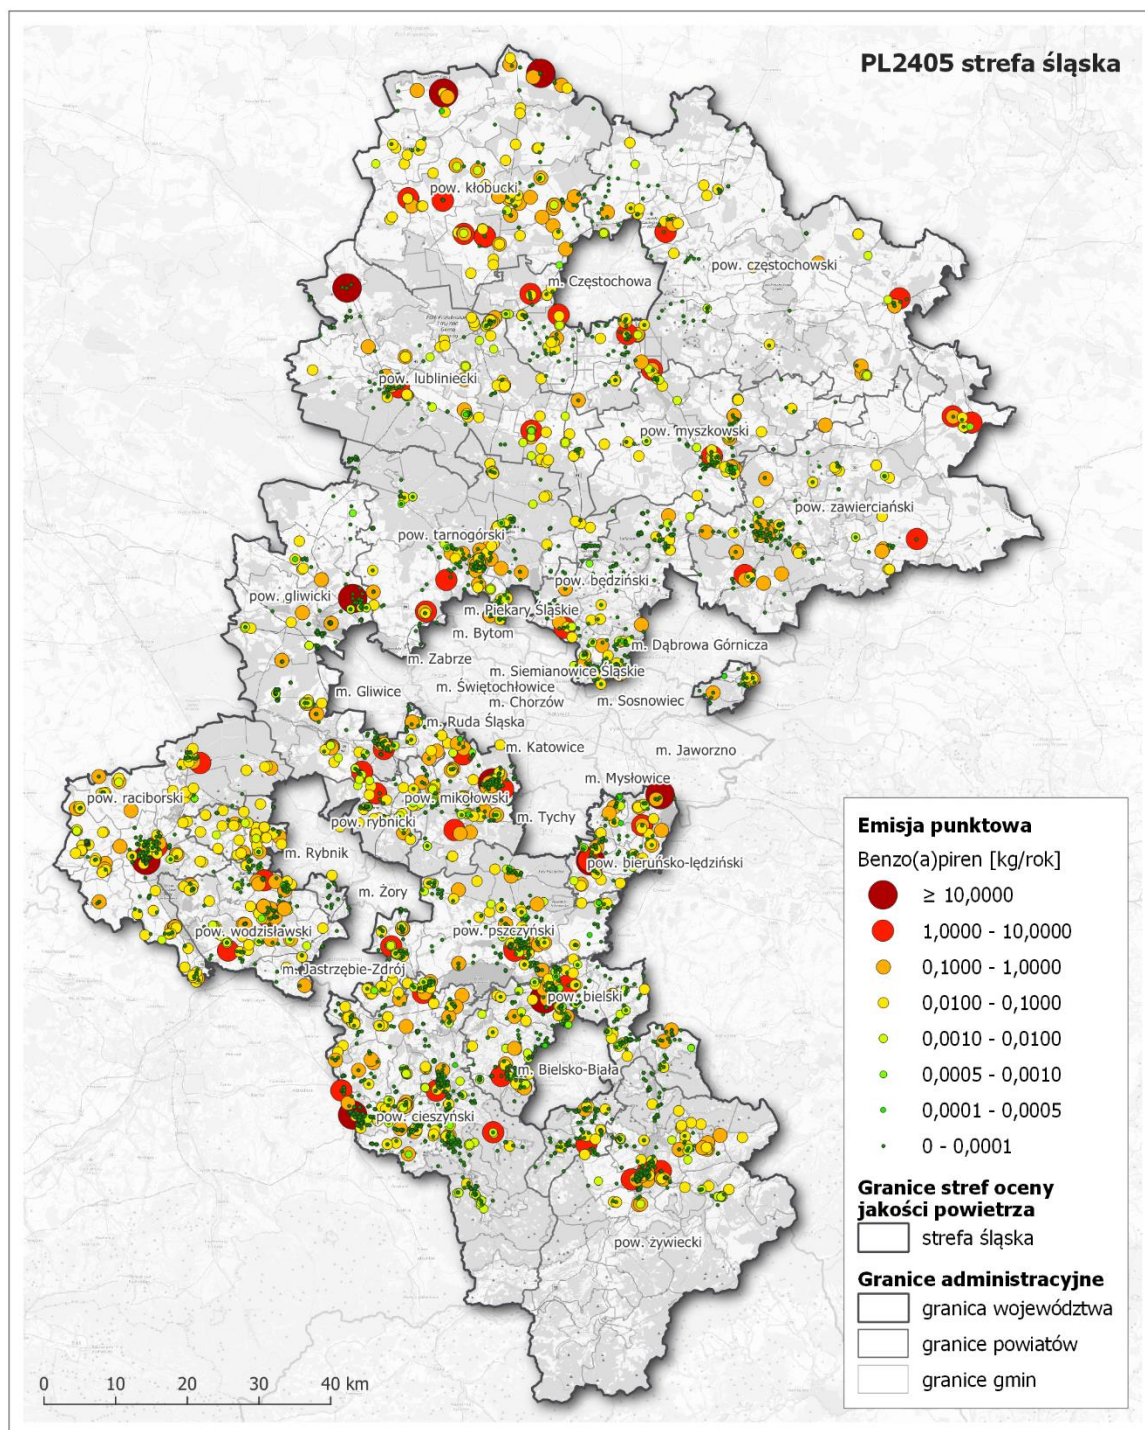 PL2405 strefa śląska
pow. kłobucki
pow. częstochowski
m. Częstochowa
pow. lubliniecki
pow. myszkowski
pow. zawierciański
pow. tarnogórski
pow. będziński
pow. gliwicki
m. Piekary Śląskie
m. Bytom
m. Dąbrowa Górnicza
m. Zabrze
m. Siemianowice Śląskie
m. Gliwice
m. Świętochłowice
m. Chorzów
m. Sosnowiec
m. Ruda Śląska
m. Katowice
m. Jaworzno
m. Mysłowice
pow. raciborski
pow. mikołowski
pow. rybnicki
m. Tychy
m. Rybnik
pow. bieruńsko-lędziński
m. Żory
pow. wodzisławski
pow. pszczyński
m. Jastrzębie-Zdrój
pow. bielski
m. Bielsko-Biała
pow. cieszyński
pow. żywiecki
Emisja punktowa
Benzo(a)piren [kg/rok]
≥ 10,0000
1,0000 - 10,0000
0,1000 - 1,0000
0,0100 - 0,1000
0,0010 - 0,0100
0,0005 - 0,0010
0,0001 - 0,0005
0 - 0,0001
Granice stref oceny
jakości powietrza
strefa śląska
Granice administracyjne
granica województwa
granice powiatów
granice gmin
0 10 20 30 40 km